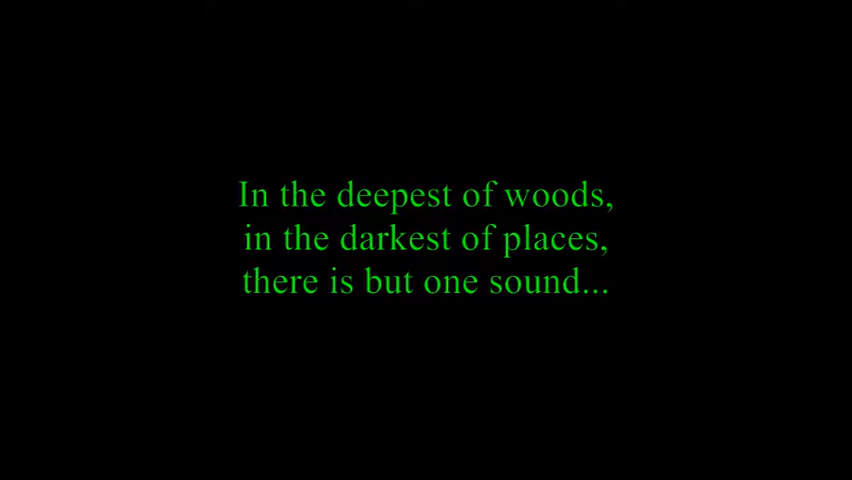 In the deepest of woods,
in the darkest of places,
there is but one sound...